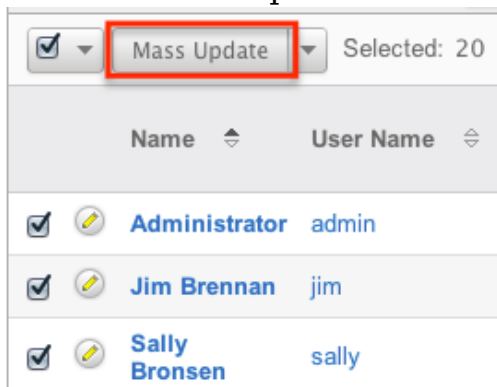 Mass Update Selected: 20
Name User Name
Administrator admin
Jim Brennan jim
Sally
Bronsen sally